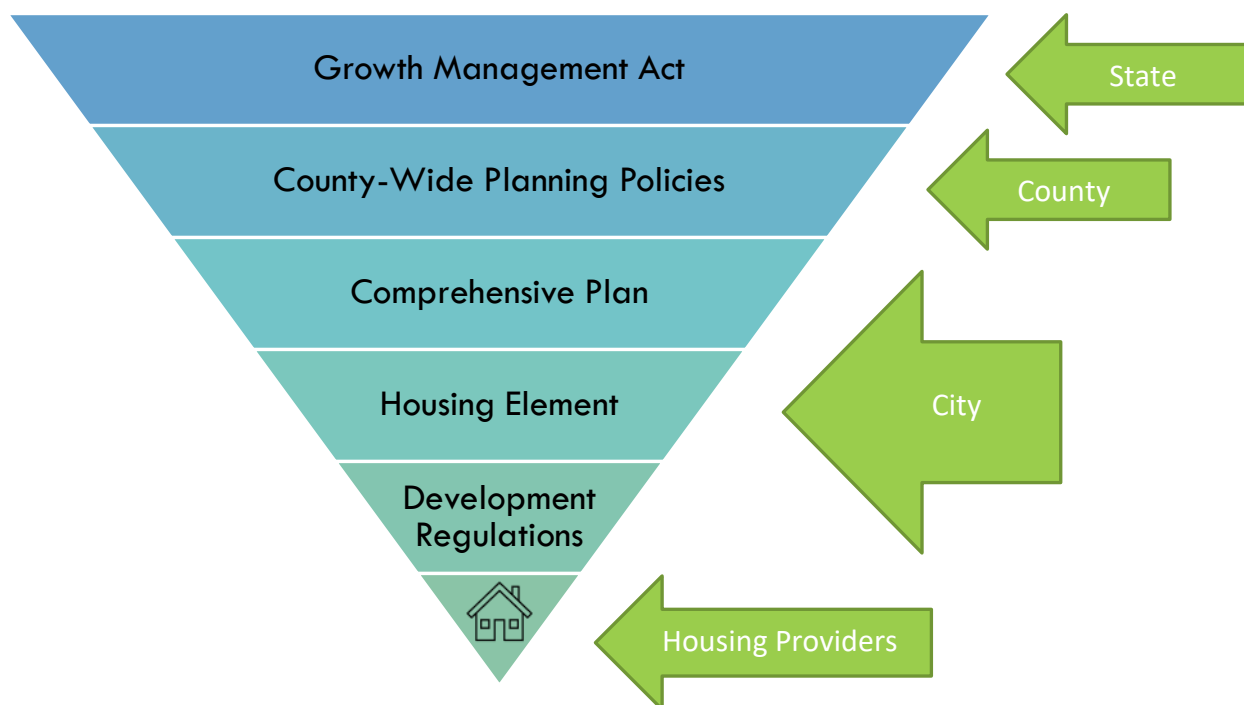 Growth Management Act
State
County-Wide Planning Policies
County
Comprehensive Plan
Housing Element
City
Development
Regulations
Housing Providers